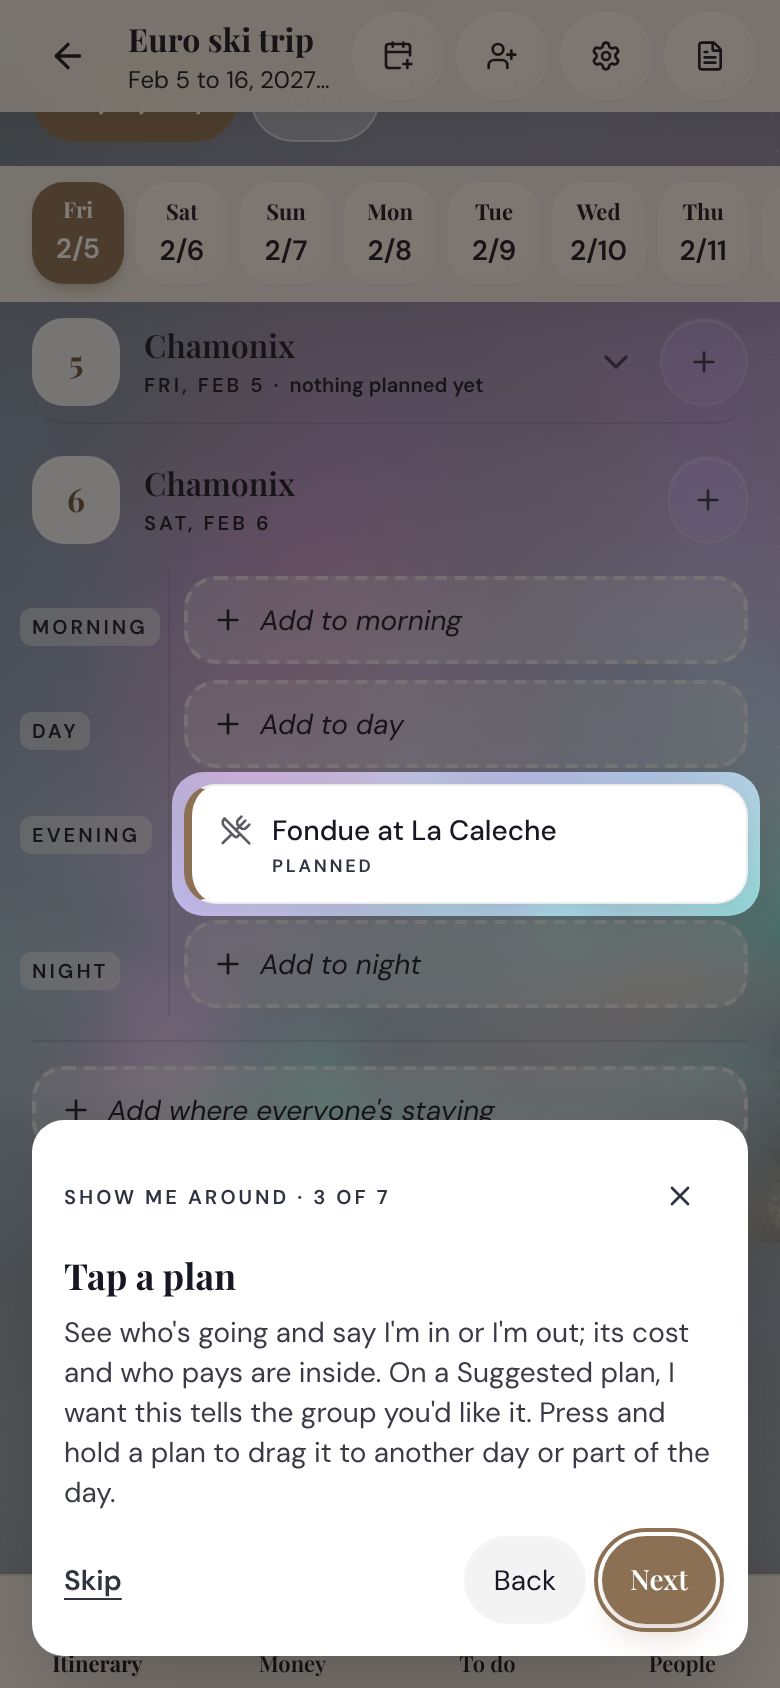 Euro ski trip
Feb 5 to 16, 2027...
Fri
2/5
Sat
2/6
Sun
2/7
Mon
2/8
Tue
2/9
Wed
2/10
Thu
2/11
5
Chamonix
FRI, FEB 5 · nothing planned yet
6
Chamonix
SAT, FEB 6
MORNING
+ Add to morning
DAY
+ Add to day
EVENING
Fondue at La Caleche
PLANNED
NIGHT
+ Add to night
+ Add where everyone's staying
SHOW ME AROUND · 3 OF 7
Tap a plan
See who's going and say I'm in or I'm out; its cost
and who pays are inside. On a Suggested plan, I
want this tells the group you'd like it. Press and
hold a plan to drag it to another day or part of the
day.
Skip
Back
Next
Itinerary
Money
To do
People